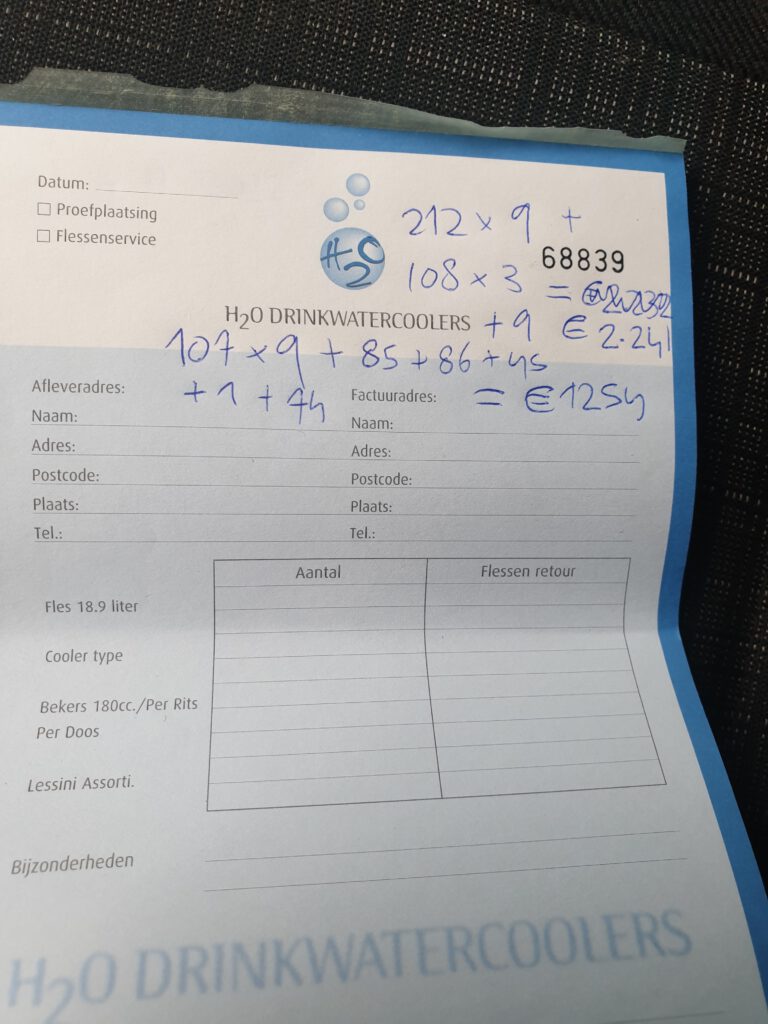 Datum:
Proefplaatsing
Flessenservice
H2O
212 × 9 +
68839
108 × 3 =
H2O DRINKWATERCOOLERS + 9 € 2.241
107 × 9 + 85 + 86 + 45
+ 1 + 74 = € 1254
Afleveradres: Factuuradres:
Naam: Naam:
Adres: Adres:
Postcode: Postcode:
Plaats: Plaats:
Tel.: Tel.:
Aantal Flessen retour
Fles 18.9 liter
Cooler type
Bekers 180cc./Per Rits
Per Doos
Lessini Assorti.
Bijzonderheden
H2O DRINKWATERCOOLERS